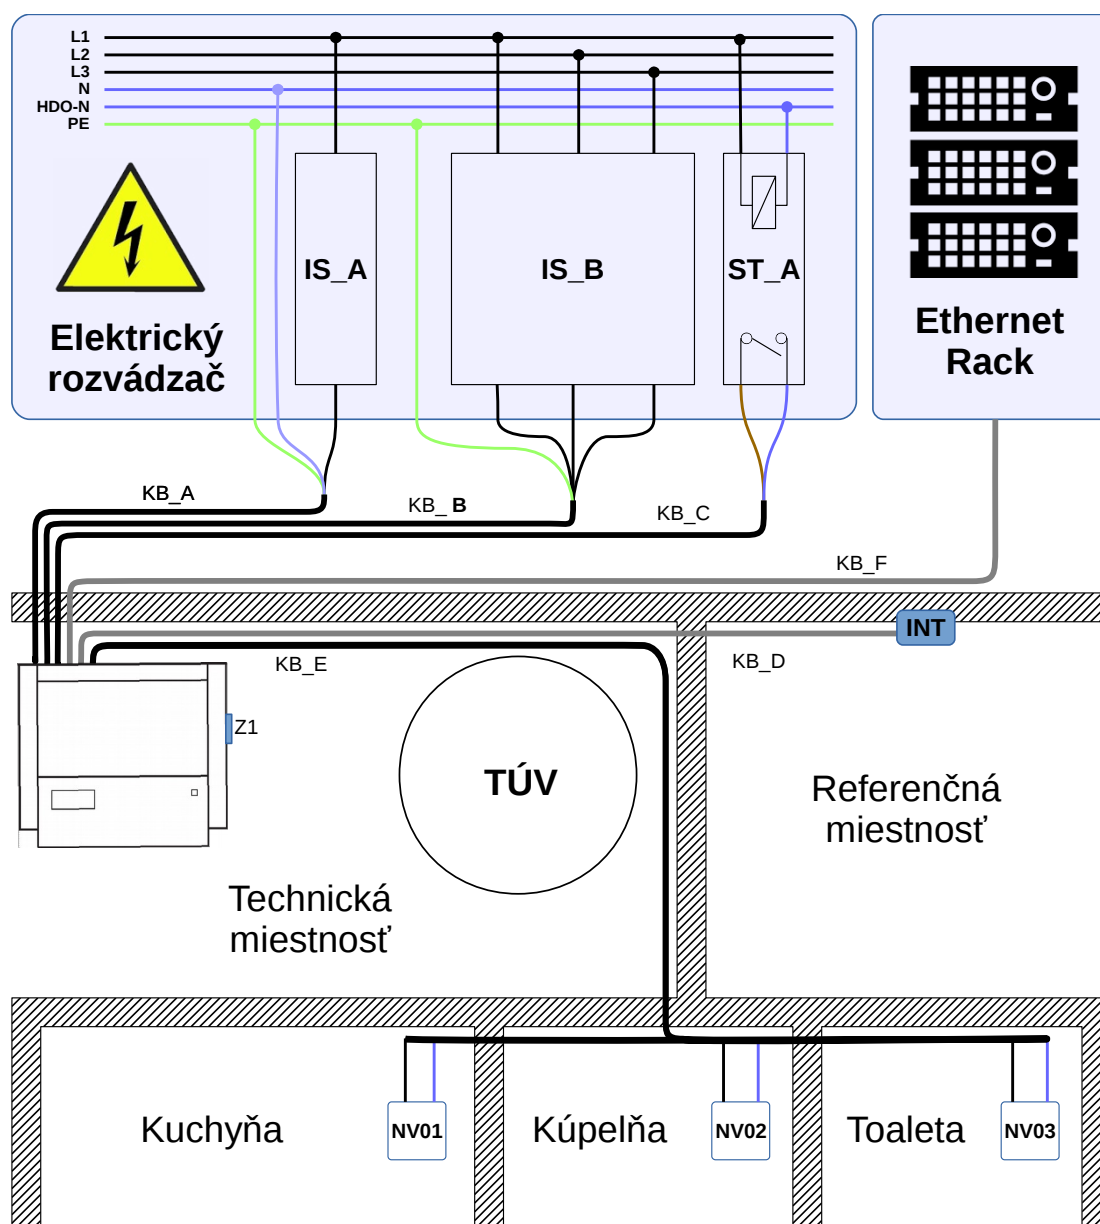 L1
L2
L3
N
HDO-N
PE
IS_A
IS_B
ST_A
Elektrický
rozvádzač
Ethernet
Rack
KB_A
KB_ B
KB_C
KB_F
INT
KB_E
KB_D
Z1
TÚV
Referenčná
miestnosť
Technická
miestnosť
Kuchyňa
NV01
Kúpelňa
NV02
Toaleta
NV03